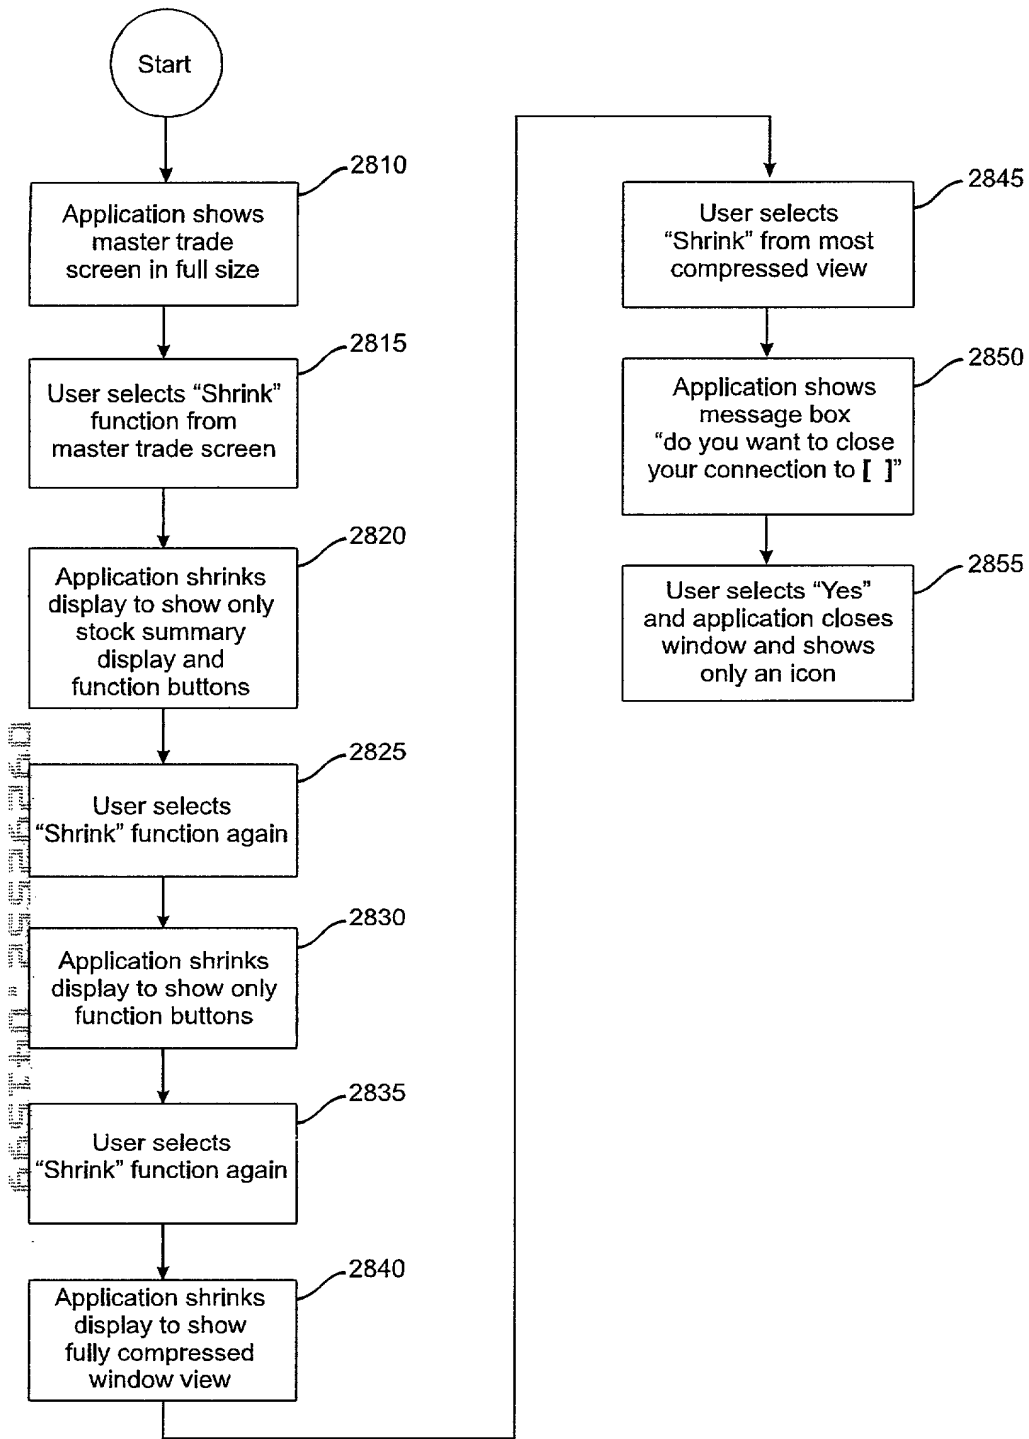 Start
2810
Application shows
master trade
screen in full size
2815
User selects “Shrink”
function from
master trade screen
2820
Application shrinks
display to show only
stock summary
display and
function buttons
2825
User selects
“Shrink” function again
2830
Application shrinks
display to show only
function buttons
2835
User selects
“Shrink” function again
2840
Application shrinks
display to show
fully compressed
window view
2845
User selects
“Shrink” from most
compressed view
2850
Application shows
message box
“do you want to close
your connection to [ ]”
2855
User selects “Yes”
and application closes
window and shows
only an icon